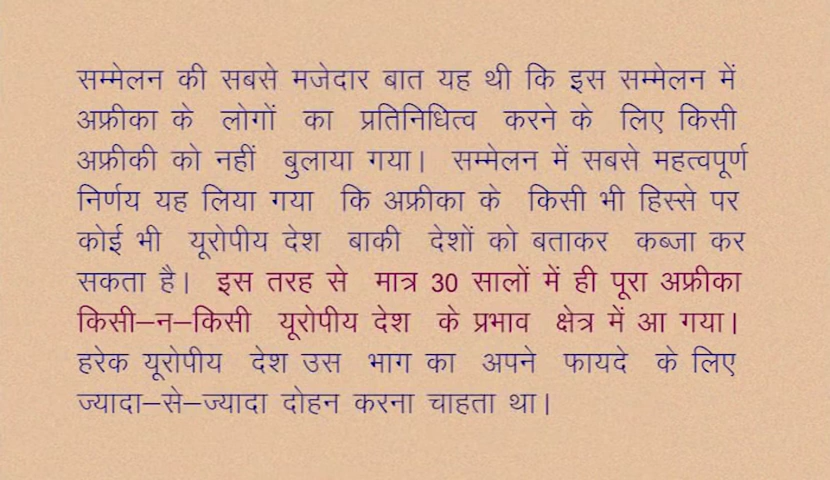 सम्मेलन की सबसे मजेदार बात यह थी कि इस सम्मेलन में
अफ्रीका के लोगों का प्रतिनिधित्व करने के लिए किसी
अफ्रीकी को नहीं बुलाया गया। सम्मेलन में सबसे महत्वपूर्ण
निर्णय यह लिया गया कि अफ्रीका के किसी भी हिस्से पर
कोई भी यूरोपीय देश बाकी देशों को बताकर कब्जा कर
सकता है। इस तरह से मात्र 30 सालों में ही पूरा अफ्रीका
किसी–न–किसी यूरोपीय देश के प्रभाव क्षेत्र में आ गया।
हरेक यूरोपीय देश उस भाग का अपने फायदे के लिए
ज्यादा–से–ज्यादा दोहन करना चाहता था।